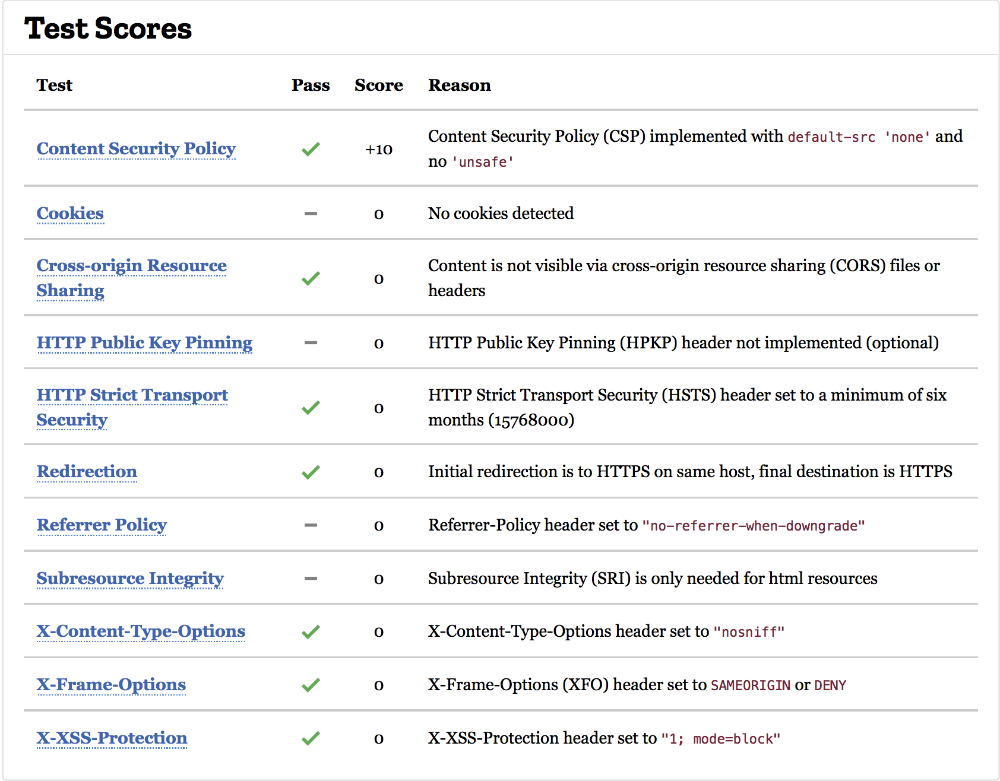 Test Scores
Test Pass Score Reason
Content Security Policy +10 Content Security Policy (CSP) implemented with default-src 'none' and
no 'unsafe'
Cookies 0 No cookies detected
Cross-origin Resource
Sharing 0 Content is not visible via cross-origin resource sharing (CORS) files or
headers
HTTP Public Key Pinning 0 HTTP Public Key Pinning (HPKP) header not implemented (optional)
HTTP Strict Transport
Security 0 HTTP Strict Transport Security (HSTS) header set to a minimum of six
months (15768000)
Redirection 0 Initial redirection is to HTTPS on same host, final destination is HTTPS
Referrer Policy 0 Referrer-Policy header set to "no-referrer-when-downgrade"
Subresource Integrity 0 Subresource Integrity (SRI) is only needed for html resources
X-Content-Type-Options 0 X-Content-Type-Options header set to "nosniff"
X-Frame-Options 0 X-Frame-Options (XFO) header set to SAMEORIGIN or DENY
X-XSS-Protection 0 X-XSS-Protection header set to "1; mode=block"